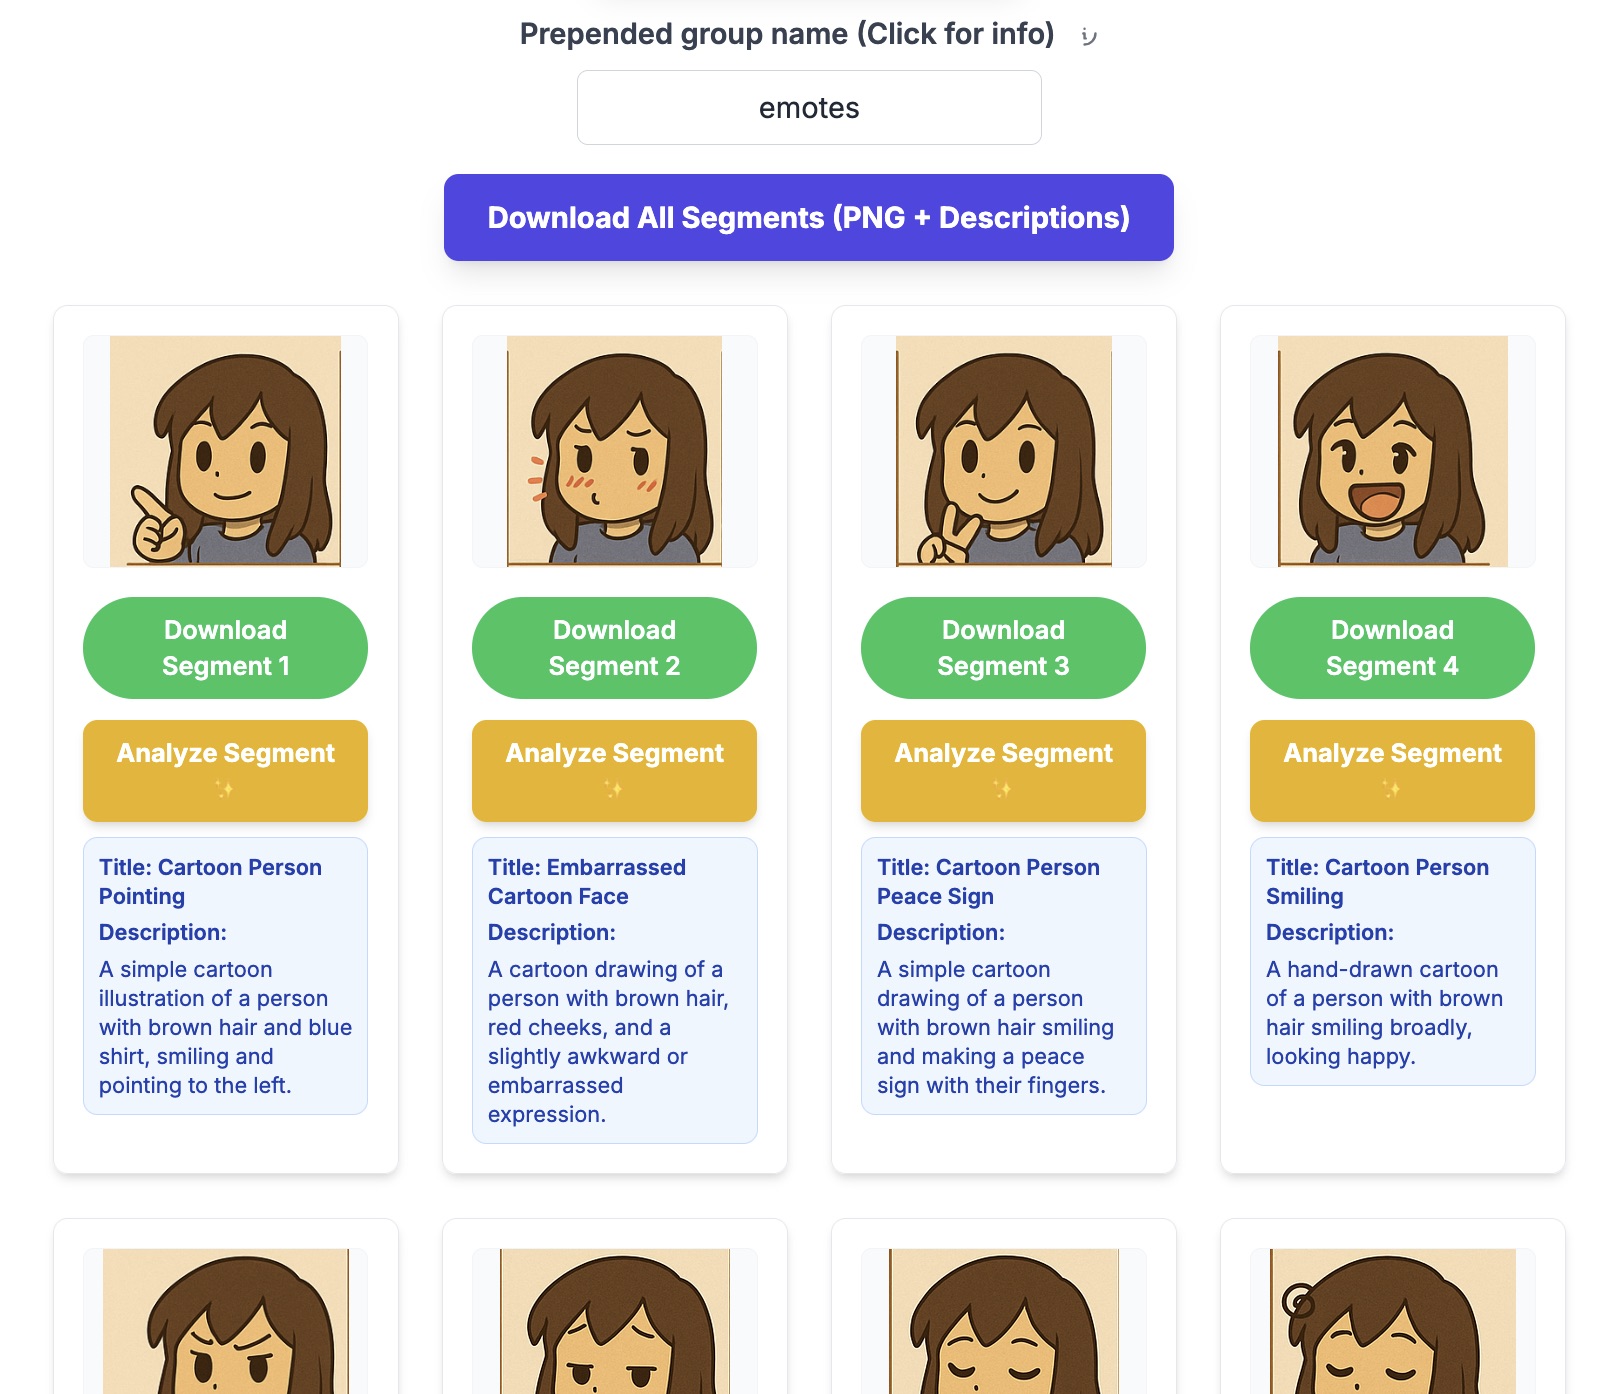 Prepended group name (Click for info)
emotes
Download All Segments (PNG + Descriptions)
Download
Segment 1
Analyze Segment
✨
Title: Cartoon Person
Pointing
Description:
A simple cartoon
illustration of a person
with brown hair and blue
shirt, smiling and
pointing to the left.
Download
Segment 2
Analyze Segment
✨
Title: Embarrassed
Cartoon Face
Description:
A cartoon drawing of a
person with brown hair,
red cheeks, and a
slightly awkward or
embarrassed
expression.
Download
Segment 3
Analyze Segment
✨
Title: Cartoon Person
Peace Sign
Description:
A simple cartoon
drawing of a person
with brown hair smiling
and making a peace
sign with their fingers.
Download
Segment 4
Analyze Segment
✨
Title: Cartoon Person
Smiling
Description:
A hand-drawn cartoon
of a person with brown
hair smiling broadly,
looking happy.